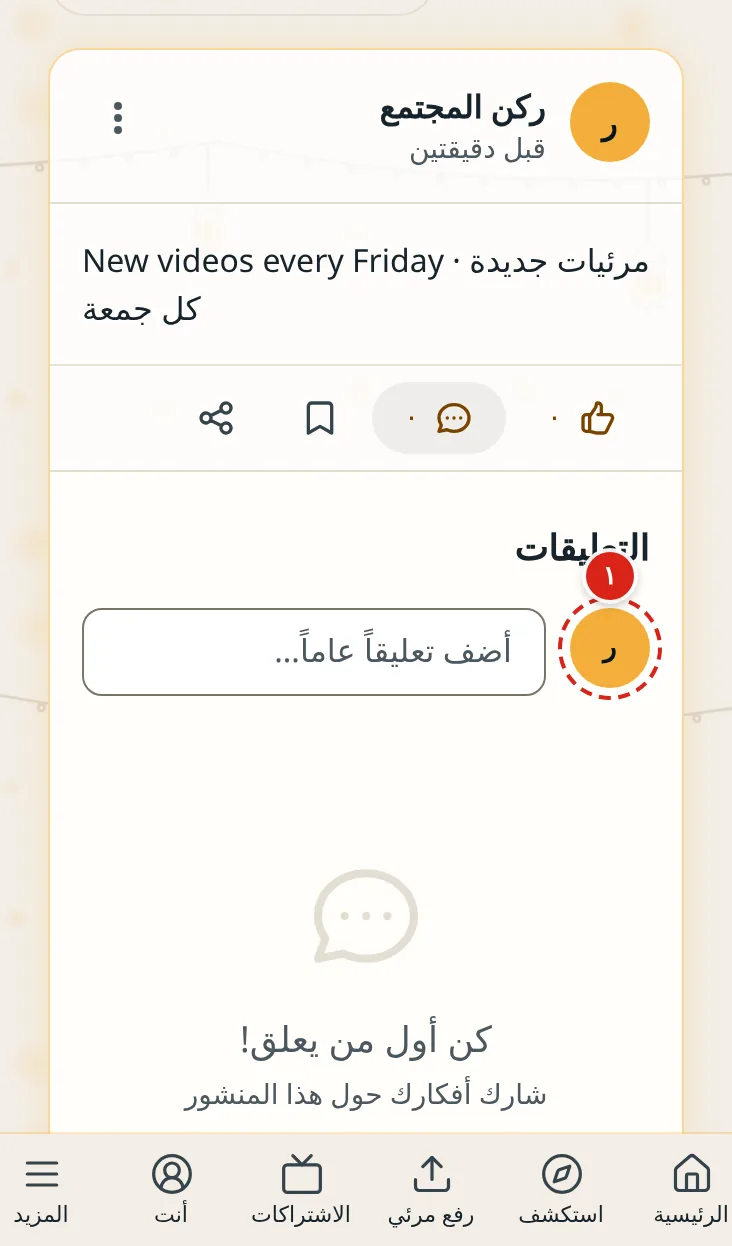 ر
ركن المجتمع
قبل دقيقتين
New videos every Friday · مرئيات جديدة
كل جمعة
·
·
التعليقات
١
ر
أضف تعليقاً عاماً...
كن أول من يعلق!
شارك أفكارك حول هذا المنشور
الرئيسية
استكشف
رفع مرئي
الاشتراكات
أنت
المزيد